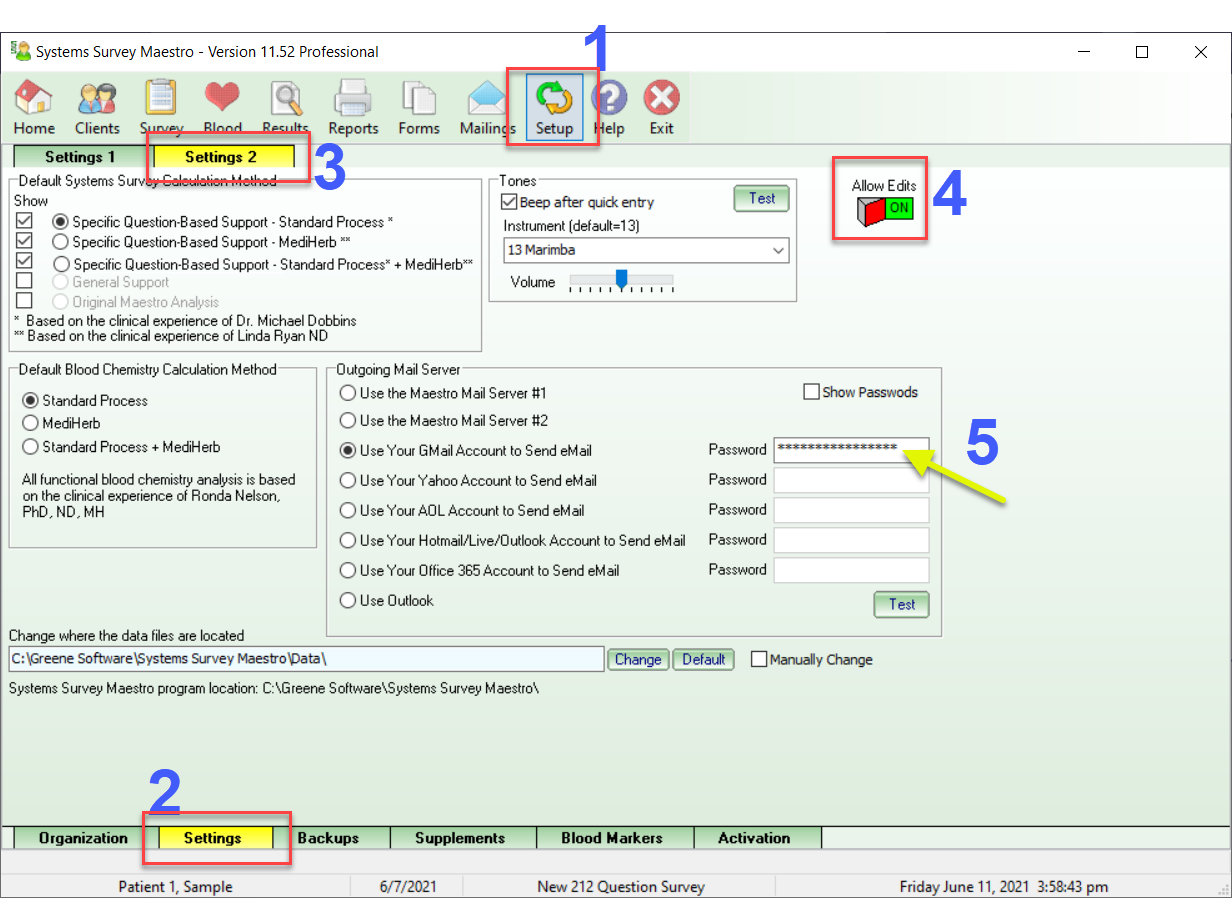 1
Systems Survey Maestro - Version 11.52 Professional
Home Clients Survey Blood Results Reports Forms Mailings Setup Help Exit
Settings 1 Settings 2 3
Default Systems Survey Calculation Method
Show
Specific Question-Based Support - Standard Process *
Specific Question-Based Support - MediHerb **
Specific Question-Based Support - Standard Process* + MediHerb**
General Support
Original Maestro Analysis
* Based on the clinical experience of Dr. Michael Dobbins
** Based on the clinical experience of Linda Ryan ND
Tones
Beep after quick entry Test
Instrument (default=13)
13 Marimba
Volume
Allow Edits 4
ON
Default Blood Chemistry Calculation Method
Standard Process
MediHerb
Standard Process + MediHerb
All functional blood chemistry analysis is based
on the clinical experience of Ronda Nelson,
PhD, ND, MH
Outgoing Mail Server
Use the Maestro Mail Server #1 Show Passwods
Use the Maestro Mail Server #2
Use Your GMail Account to Send eMail Password **************** 5
Use Your Yahoo Account to Send eMail Password
Use Your AOL Account to Send eMail Password
Use Your Hotmail/Live/Outlook Account to Send eMail Password
Use Your Office 365 Account to Send eMail Password
Use Outlook Test
Change where the data files are located
C:\Greene Software\Systems Survey Maestro\Data\ Change Default Manually Change
Systems Survey Maestro program location: C:\Greene Software\Systems Survey Maestro\
2
Organization Settings Backups Supplements Blood Markers Activation
Patient 1, Sample 6/7/2021 New 212 Question Survey Friday June 11, 2021 3:58:43 pm